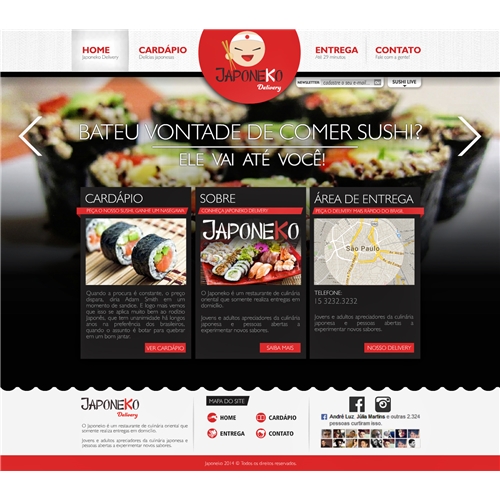 HOME
Japoneko Delivery
CARDÁPIO
Delícias japonesas
JAPONEKO
Delivery
ENTREGA
Até 29 minutos
CONTATO
Fale com a gente!
NEWSLETTER
cadastre o seu e-mail...
SUSHI LIVE
BATEU VONTADE DE COMER SUSHI?
ELE VAI ATÉ VOCÊ!
CARDÁPIO
PEÇA O NOSSO SUSHI, GANHE UM
Quando a procura é constante, o preço
dispara, diria Adam Smith em um
momento de sandice. E logo mais vemos
que isso se aplica muito bem ao rodízio
japonês, que tem unanimidade há longos
anos na preferência dos brasileiros,
quando o assunto é botar para quebrar
em um bom jantar.
VER CARDÁPIO
SOBRE
CONHEÇA JAPONEKO DELIVERY
JAPONEKO
O Japoneko é um restaurante de culinária
oriental que somente realiza entregas em
domicílio.
Jovens e adultos apreciadores da culinária
japonesa e pessoas abertas a
experimentar novos sabores.
SAIBA MAIS
ÁREA DE ENTREGA
PEÇA O DELIVERY MAIS RÁPIDO DO BRASIL
São Paulo
TELEFONE:
15 3232.3232
Jovens e adultos apreciadores da culinária
japonesa e pessoas abertas a
experimentar novos sabores.
NOSSO DELIVERY
JAPONEKO
Delivery
O Japoneko é um restaurante de culinária oriental que
somente realiza entregas em domicílio.
Jovens e adultos apreciadores da culinária japonesa e
pessoas abertas a experimentar novos sabores.
MAPA DO SITE
HOME
CARDÁPIO
ENTREGA
CONTATO
André Luz, Júlia Martins e outras 2.324
pessoas curtiram isso.
Japoneko 2014 © Todos os direitos reservados.